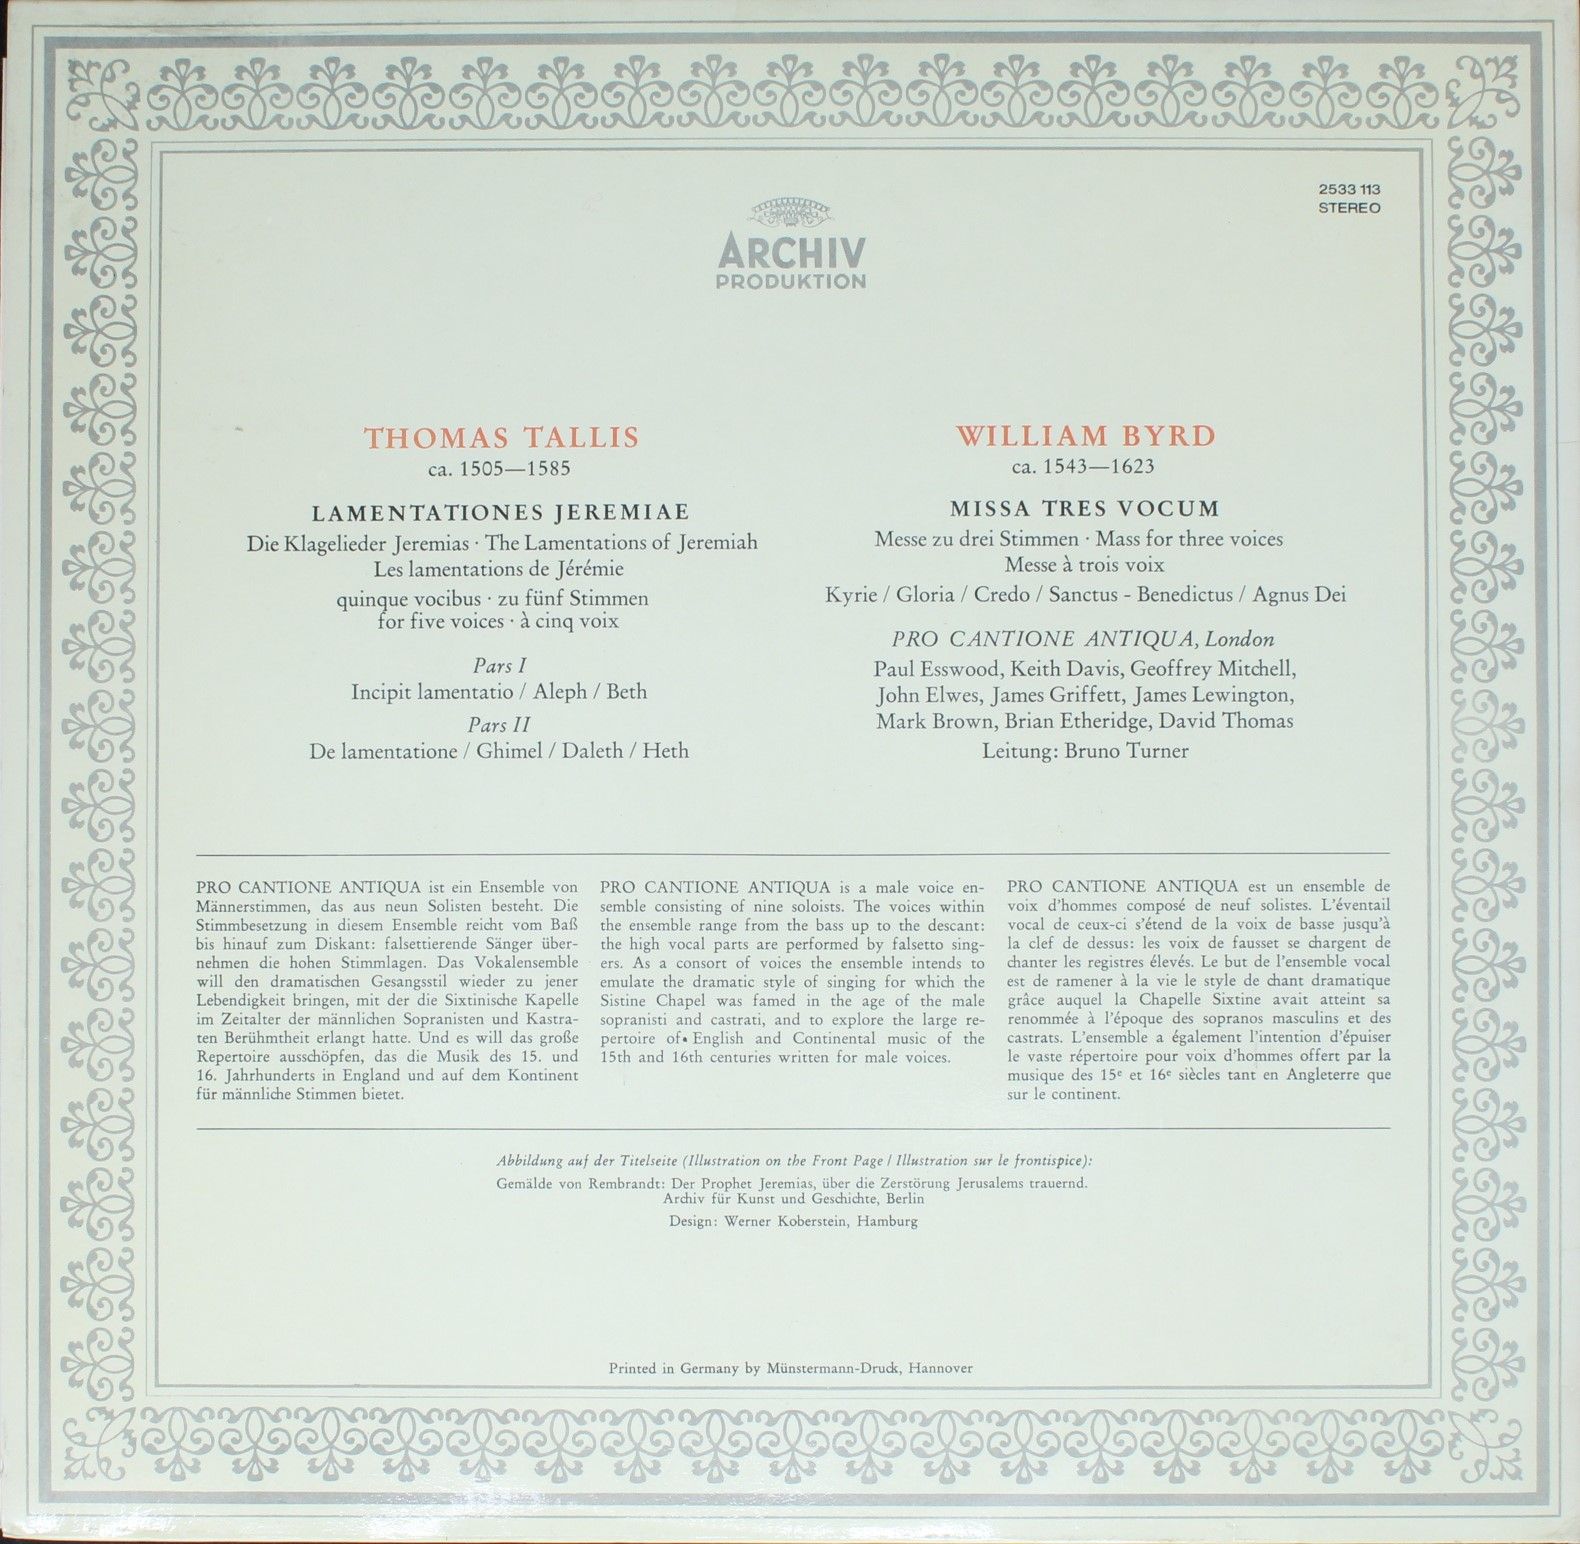 2533 113
STEREO
ARCHIV
PRODUKTION
THOMAS TALLIS
ca. 1505—1585
LAMENTATIONES JEREMIAE
Die Klagelieder Jeremias · The Lamentations of Jeremiah
Les lamentations de Jérémie
quinque vocibus · zu fünf Stimmen
for five voices · à cinq voix
Pars I
Incipit lamentatio / Aleph / Beth
Pars II
De lamentatione / Ghimel / Daleth / Heth
WILLIAM BYRD
ca. 1543—1623
MISSA TRES VOCUM
Messe zu drei Stimmen · Mass for three voices
Messe à trois voix
Kyrie / Gloria / Credo / Sanctus - Benedictus / Agnus Dei
PRO CANTIONE ANTIQUA, London
Paul Esswood, Keith Davis, Geoffrey Mitchell,
John Elwes, James Griffett, James Lewington,
Mark Brown, Brian Etheridge, David Thomas
Leitung: Bruno Turner
PRO CANTIONE ANTIQUA ist ein Ensemble von
Männerstimmen, das aus neun Solisten besteht. Die
Stimmbesetzung in diesem Ensemble reicht vom Baß
bis hinauf zum Diskant: falsettierende Sänger über-
nehmen die hohen Stimmlagen. Das Vokalensemble
will den dramatischen Gesangsstil wieder zu jener
Lebendigkeit bringen, mit der die Sixtinische Kapelle
im Zeitalter der männlichen Sopranisten und Kastra-
ten Berühmtheit erlangt hatte. Und es will das große
Repertoire ausschöpfen, das die Musik des 15. und
16. Jahrhunderts in England und auf dem Kontinent
für männliche Stimmen bietet.
PRO CANTIONE ANTIQUA is a male voice en-
semble consisting of nine soloists. The voices within
the ensemble range from the bass up to the descant:
the high vocal parts are performed by falsetto sing-
ers. As a consort of voices the ensemble intends to
emulate the dramatic style of singing for which the
Sistine Chapel was famed in the age of the male
sopranisti and castrati, and to explore the large re-
pertoire of English and Continental music of the
15th and 16th centuries written for male voices.
PRO CANTIONE ANTIQUA est un ensemble de
voix d'hommes composé de neuf solistes. L'éventail
vocal de ceux-ci s'étend de la voix de basse jusqu'à
la clef de dessus: les voix de fausset se chargent de
chanter les registres élevés. Le but de l'ensemble vocal
est de ramener à la vie le style de chant dramatique
grâce auquel la Chapelle Sixtine avait atteint sa
renommée à l'époque des sopranos masculins et des
castrats. L'ensemble a également l'intention d'épuiser
le vaste répertoire pour voix d'hommes offert par la
musique des 15e et 16e siècles tant en Angleterre que
sur le continent.
Abbildung auf der Titelseite (Illustration on the Front Page / Illustration sur le frontispice):
Gemälde von Rembrandt: Der Prophet Jeremias, über die Zerstörung Jerusalems trauernd.
Archiv für Kunst und Geschichte, Berlin
Design: Werner Koberstein, Hamburg
Printed in Germany by Münstermann-Druck, Hannover